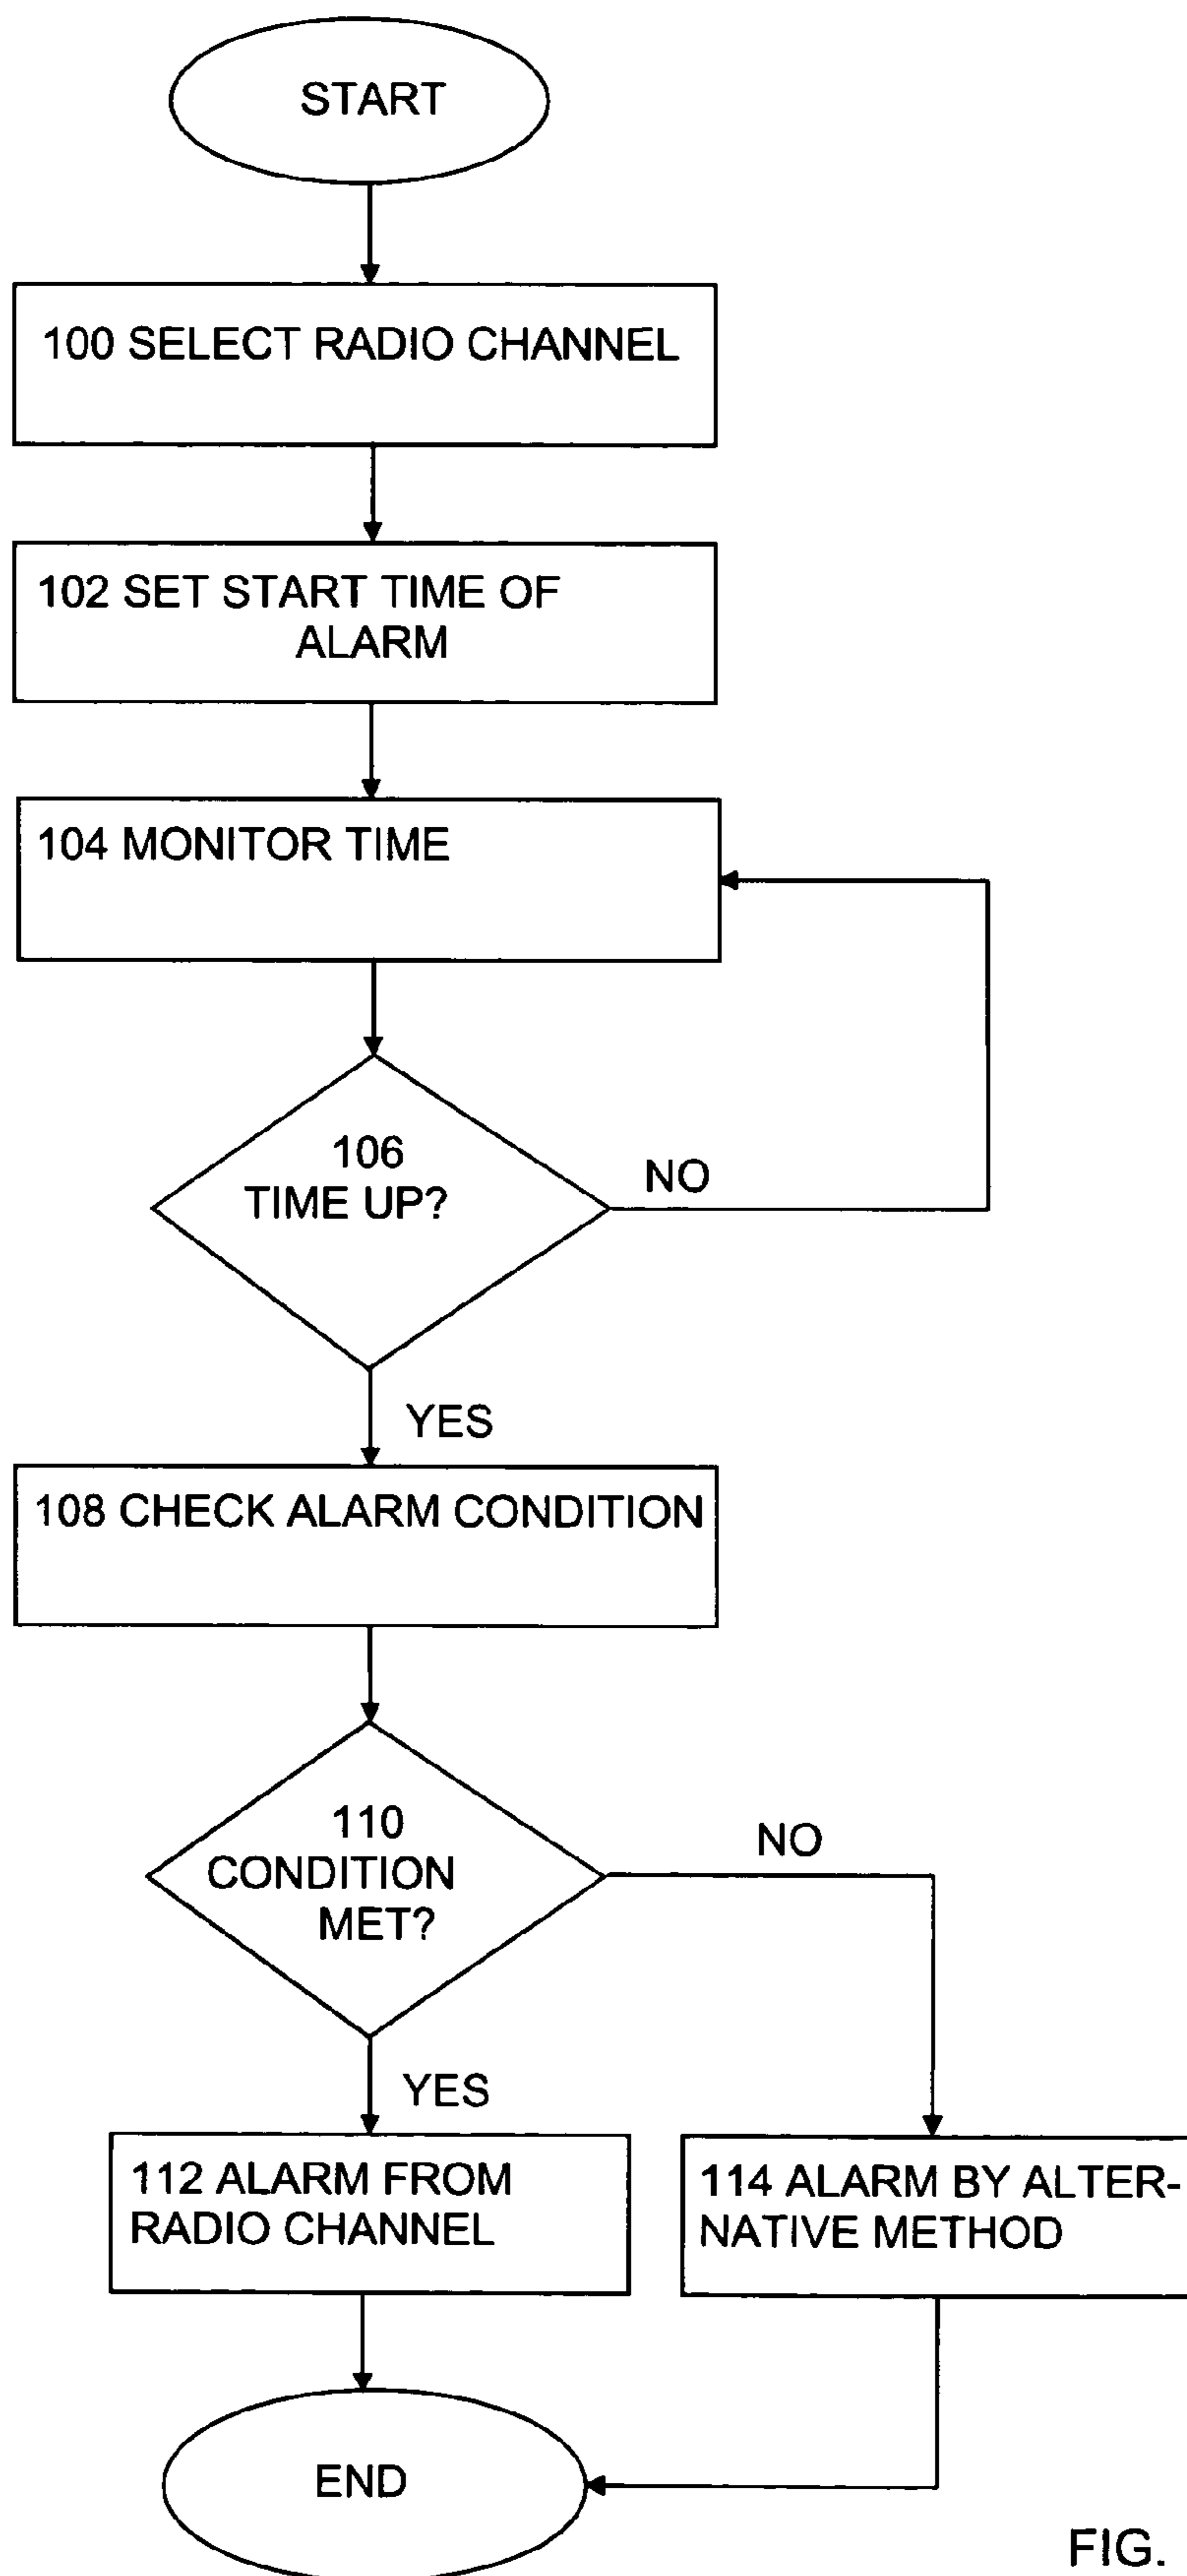 START
100 SELECT RADIO CHANNEL
102 SET START TIME OF
ALARM
104 MONITOR TIME
106
TIME UP?
NO
YES
108 CHECK ALARM CONDITION
110
CONDITION
MET?
NO
YES
112 ALARM FROM
RADIO CHANNEL
114 ALARM BY ALTER-
NATIVE METHOD
END
FIG.